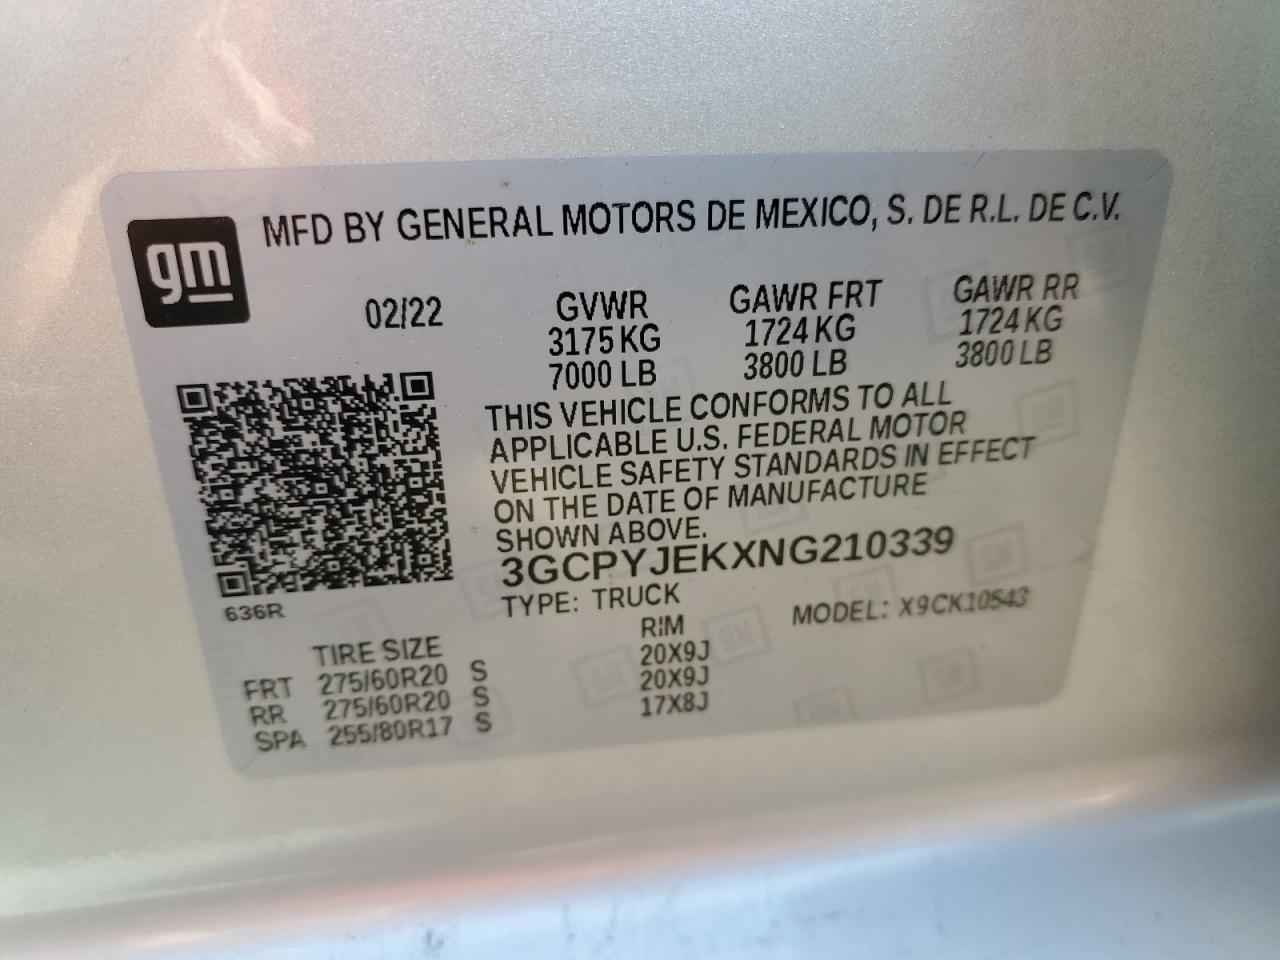 gm
MFD BY GENERAL MOTORS DE MEXICO, S. DE R.L. DE C.V.
02/22 GVWR GAWR FRT GAWR RR
3175 KG 1724 KG 1724 KG
7000 LB 3800 LB 3800 LB
THIS VEHICLE CONFORMS TO ALL
APPLICABLE U.S. FEDERAL MOTOR
VEHICLE SAFETY STANDARDS IN EFFECT
ON THE DATE OF MANUFACTURE
SHOWN ABOVE.
3GCPYJEKXNG210339
636R
TYPE: TRUCK MODEL: X9CK10543
TIRE SIZE RIM
FRT 275/60R20 S 20X9J
RR 275/60R20 S 20X9J
SPA 255/80R17 S 17X8J